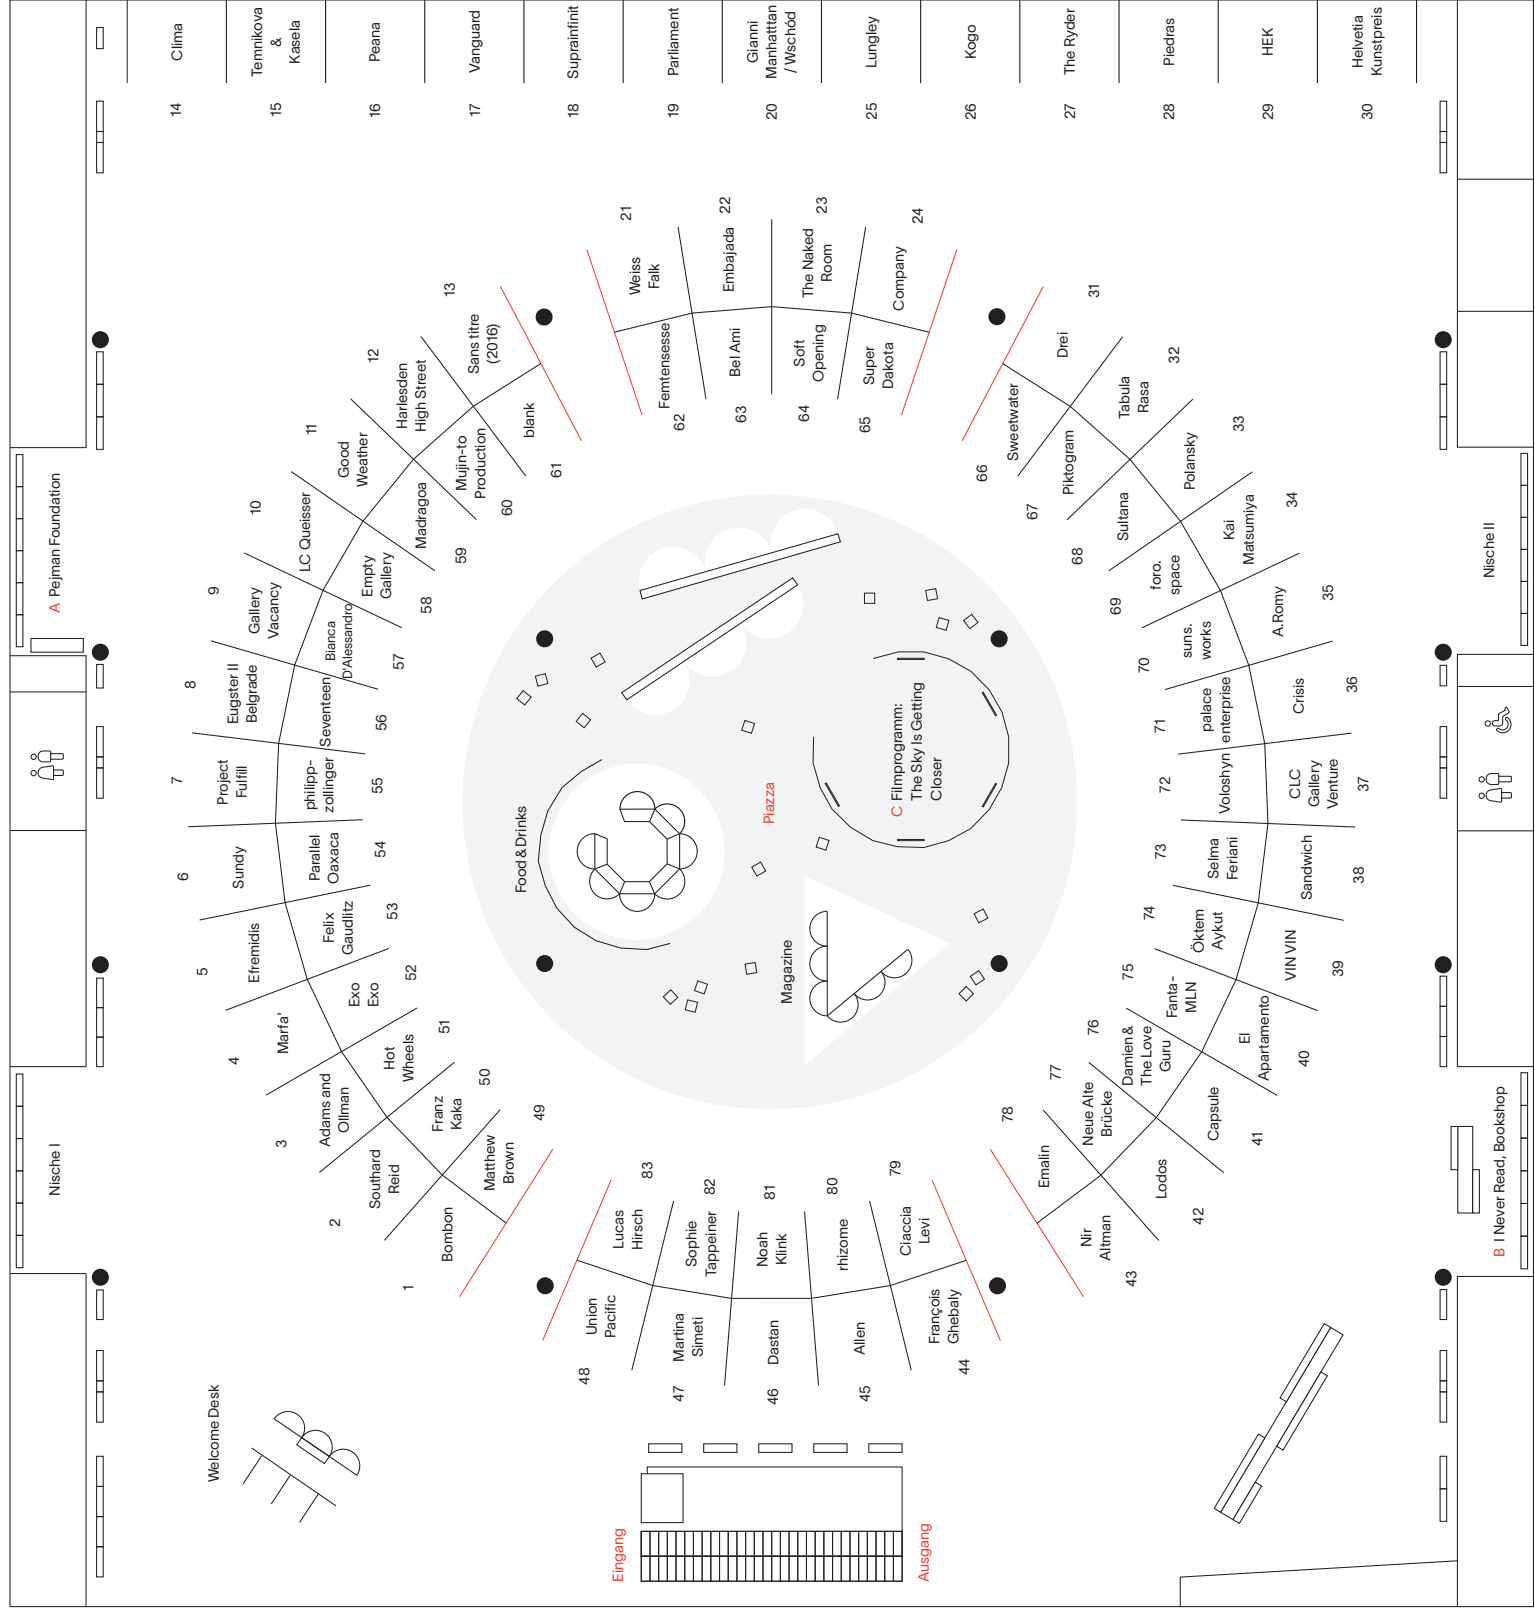 Clima
14
Temnikova
&
Kasela
15
Peana
16
Vanguard
17
Suprainfinit
18
Parliament
19
Gianni
Manhatttan
/ Wschód
20
Lungley
25
Kogo
26
The Ryder
27
Piedras
28
HEK
29
Helvetia
Kunstpreis
30
Weiss
Falk
21
Embajada
22
The Naked
Room
23
Company
24
Femtensesse
62
Bel Ami
63
Soft
Opening
64
Super
Dakota
65
Sans titre
(2016)
13
Harlesden
High Street
12
Good
Weather
11
LC Queisser
10
Gallery
Vacancy
9
Eugster II
Belgrade
8
Project
Fulfill
7
Sundy
6
Efremidis
5
Marfa'
4
Adams and
Ollman
3
Southard
Reid
2
Bombon
1
blank
61
Mujin-to
Production
60
Madragoa
59
Empty
Gallery
58
Bianca
D'Alessandro
57
Seventeen
56
philipp-
zollinger
55
Parallel
Oaxaca
54
Felix
Gaudlitz
53
Exo
Exo
52
Hot
Wheels
51
Franz
Kaka
50
Matthew
Brown
49
Drei
31
Tabula
Rasa
32
Polansky
33
Kai
Matsumiya
34
A.Romy
35
Crisis
36
CLC
Gallery
Venture
37
Sandwich
38
VIN VIN
39
El
Apartamento
40
Capsule
41
Lodos
42
Nir
Altman
43
Sweetwater
66
Piktogram
67
Sultana
68
foro.
space
69
suns.
works
70
palace
enterprise
71
Voloshyn
72
Selma
Feriani
73
Öktem
Aykut
74
Fanta-
MLN
75
Damien &
The Love
Guru
76
Neue Alte
Brücke
77
Emalin
78
Lucas
Hirsch
83
Sophie
Tappeiner
82
Noah
Klink
81
rhizome
80
Ciaccia
Levi
79
Union
Pacific
48
Martina
Simeti
47
Dastan
46
Allen
45
François
Ghebaly
44
A Pejman Foundation
Nische I
Nische II
B I Never Read, Bookshop
Food & Drinks
Piazza
C Filmprogramm:
The Sky Is Getting
Closer
Magazine
Welcome Desk
Eingang
Ausgang